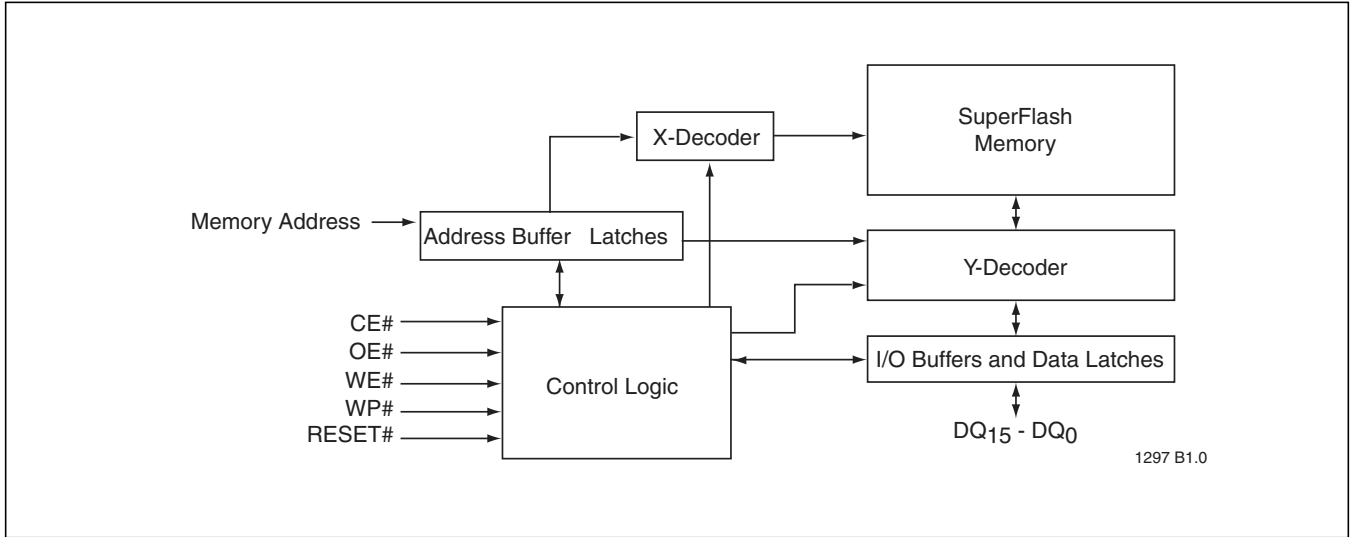 SuperFlash
Memory
X-Decoder
Memory Address
Address Buffer Latches
Y-Decoder
CE#
OE#
WE#
WP#
RESET#
Control Logic
I/O Buffers and Data Latches
DQ15 - DQ0
1297 B1.0